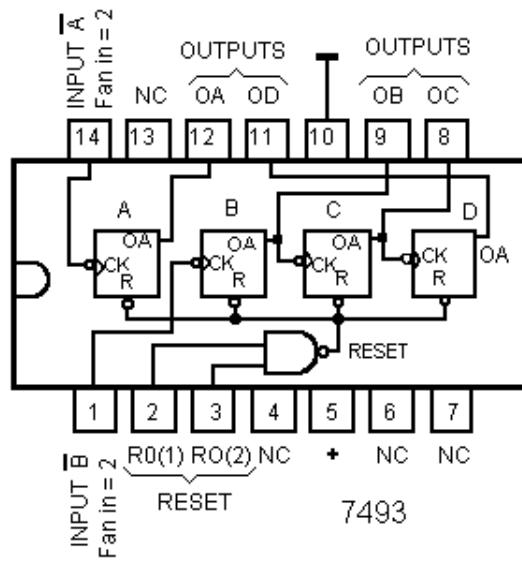 INPUT A
Fan in = 2
NC
OUTPUTS
OA OD
OUTPUTS
OB OC
14 13 12 11 10 9 8
A B C D
OA
CK
R
OA
CK
R
OA
CK
R
OA
CK
R
RESET
1 2 3 4 5 6 7
INPUT B
Fan in = 2
R0(1) RO(2) NC + NC NC
RESET
7493